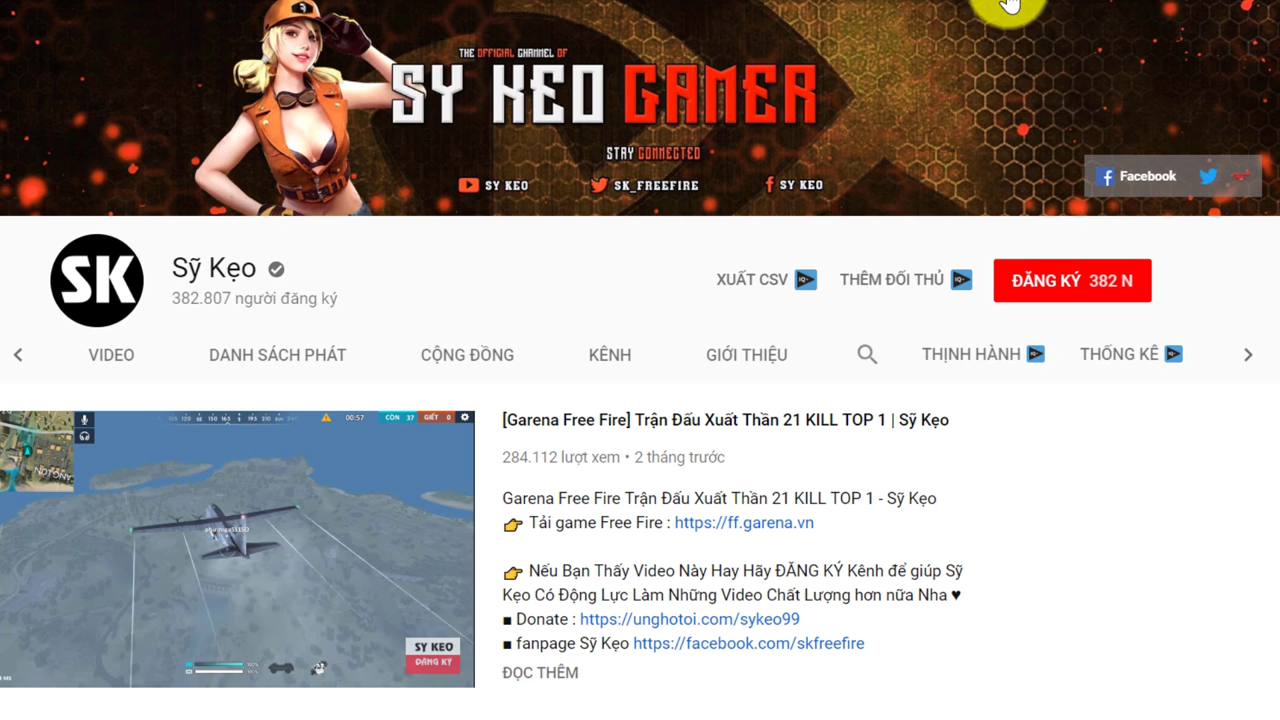 THE OFFICIAL CHANNEL OF
SY KEO GAMER
STAY CONNECTED
SY KEO
SK_FREEFIRE
SY KEO
Facebook
SK
Sỹ Kẹo
382.807 người đăng ký
XUẤT CSV
THÊM ĐỐI THỦ
ĐĂNG KÝ 382 N
VIDEO
DANH SÁCH PHÁT
CỘNG ĐỒNG
KÊNH
GIỚI THIỆU
THỊNH HÀNH
THỐNG KÊ
00:57
CÒN 37
GIẾT 0
SY KEO
ĐĂNG KÝ
[Garena Free Fire] Trận Đấu Xuất Thần 21 KILL TOP 1 | Sỹ Kẹo
284.112 lượt xem • 2 tháng trước
Garena Free Fire Trận Đấu Xuất Thần 21 KILL TOP 1 - Sỹ Kẹo
👉 Tải game Free Fire : https://ff.garena.vn
👉 Nếu Bạn Thấy Video Này Hay Hãy ĐĂNG KÝ Kênh để giúp Sỹ
Kẹo Có Động Lực Làm Những Video Chất Lượng hơn nữa Nha ♥
■ Donate : https://unghotoi.com/sykeo99
■ fanpage Sỹ Kẹo https://facebook.com/skfreefire
ĐỌC THÊM